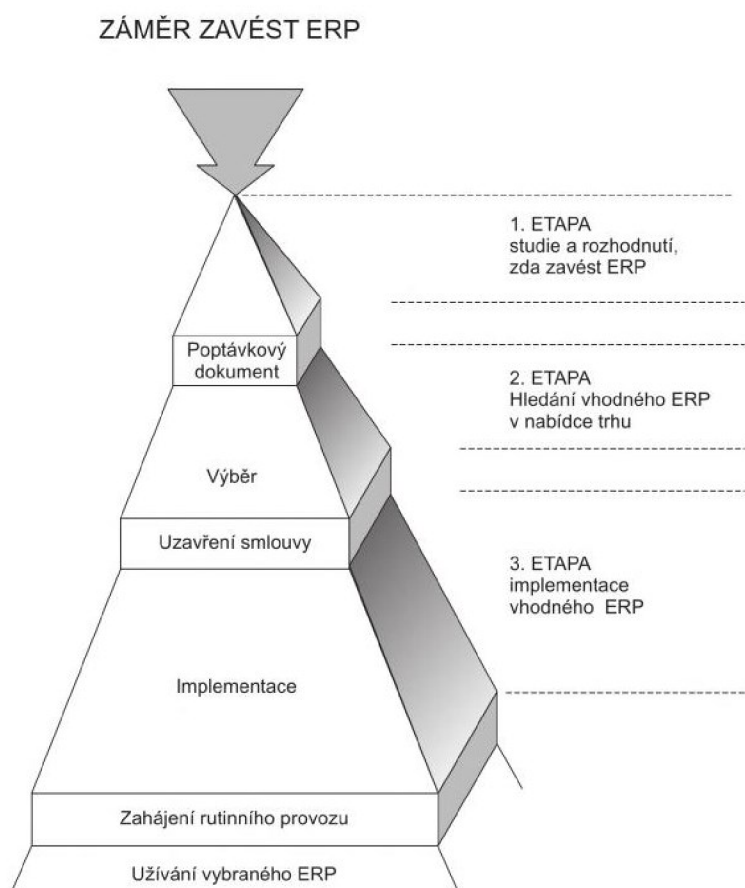 ZÁMĚR ZAVÉST ERP
1. ETAPA
studie a rozhodnutí,
zda zavést ERP
Poptávkový
dokument
2. ETAPA
Hledání vhodného ERP
v nabídce trhu
Výběr
Uzavření smlouvy
3. ETAPA
implementace
vhodného ERP
Implementace
Zahájení rutinního provozu
Užívání vybraného ERP